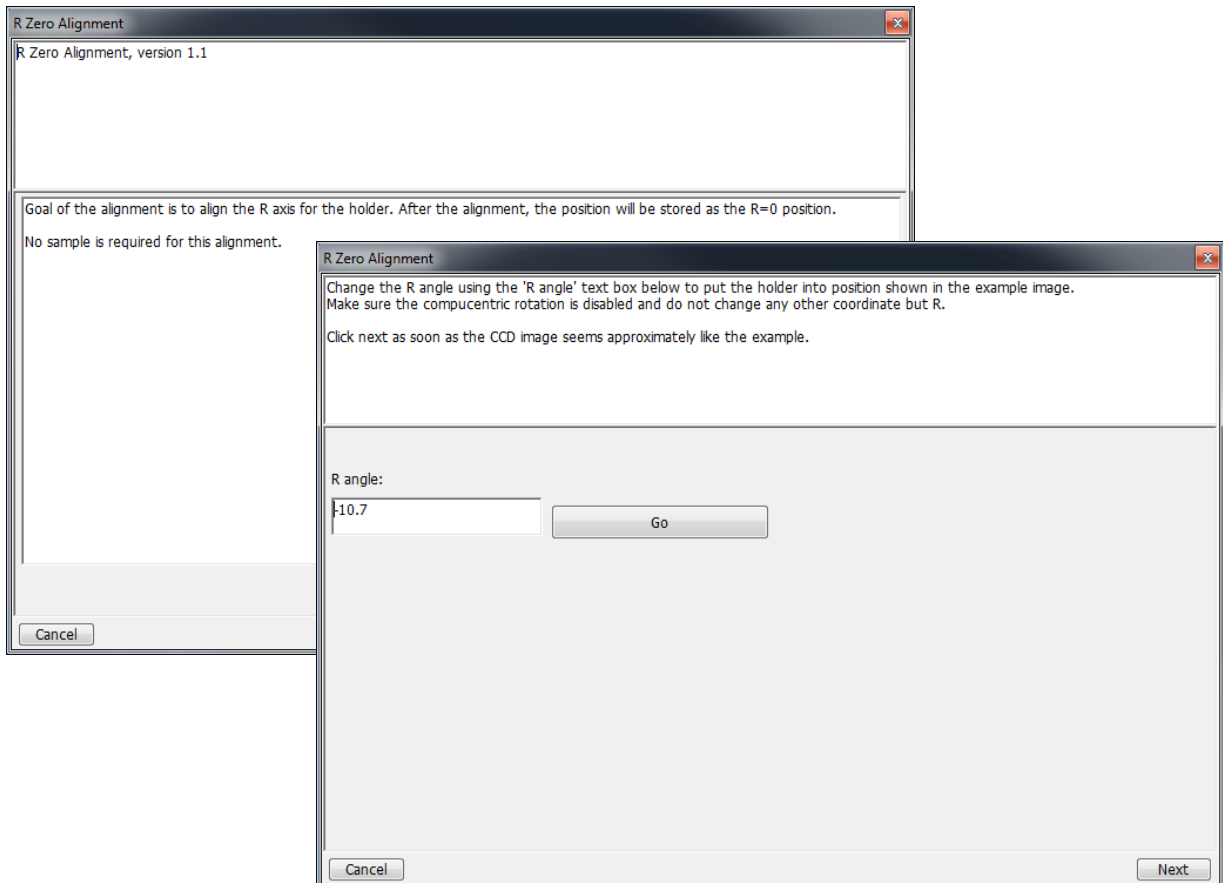 R Zero Alignment
R Zero Alignment, version 1.1
Goal of the alignment is to align the R axis for the holder. After the alignment, the position will be stored as the R=0 position.
No sample is required for this alignment.
Cancel
R Zero Alignment
Change the R angle using the 'R angle' text box below to put the holder into position shown in the example image.
Make sure the compucentric rotation is disabled and do not change any other coordinate but R.
Click next as soon as the CCD image seems approximately like the example.
R angle:
-10.7
Go
Cancel
Next